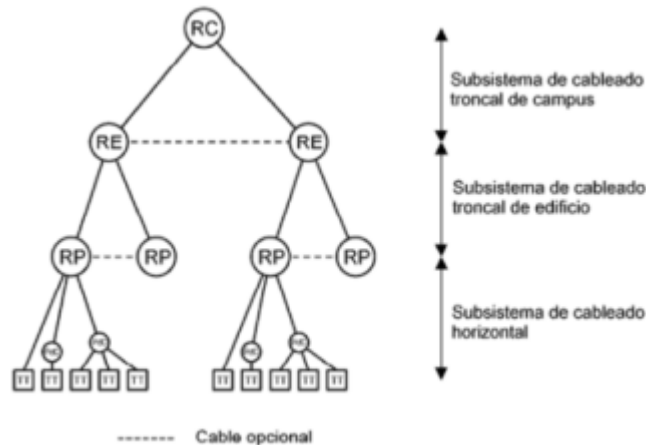 RC
Subsistema de cableado
troncal de campus
RE
RE
Subsistema de cableado
troncal de edificio
RP
RP
RP
RP
Subsistema de cableado
horizontal
TT TT TT TT TT TT TT TT TT TT
Cable opcional